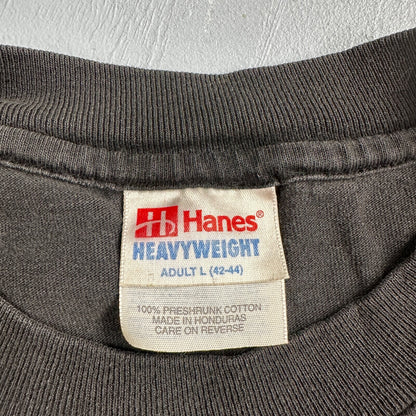 Hanes®
HEAVYWEIGHT
ADULT L (42-44)
100% PRESHRUNK COTTON
MADE IN HONDURAS
CARE ON REVERSE